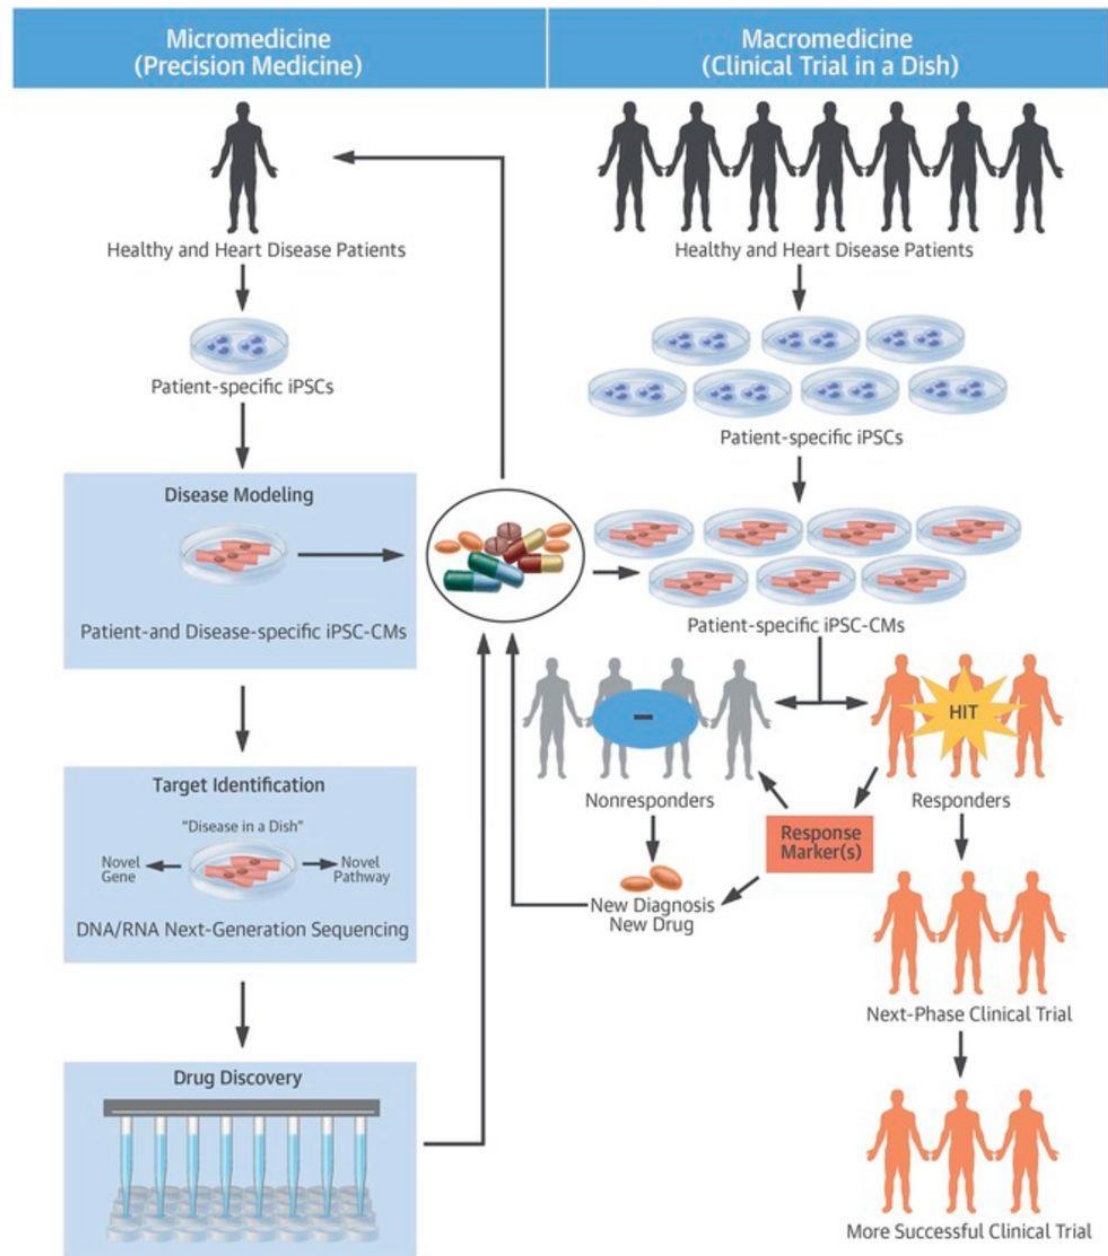 Micromedicine
(Precision Medicine)
Macromedicine
(Clinical Trial in a Dish)
Healthy and Heart Disease Patients
Patient-specific iPSCs
Disease Modeling
Patient-and Disease-specific iPSC-CMs
Target Identification
"Disease in a Dish"
Novel
Gene
Novel
Pathway
DNA/RNA Next-Generation Sequencing
Drug Discovery
Healthy and Heart Disease Patients
Patient-specific iPSCs
Patient-specific iPSC-CMs
HIT
Nonresponders
Responders
Response
Marker(s)
New Diagnosis
New Drug
Next-Phase Clinical Trial
More Successful Clinical Trial